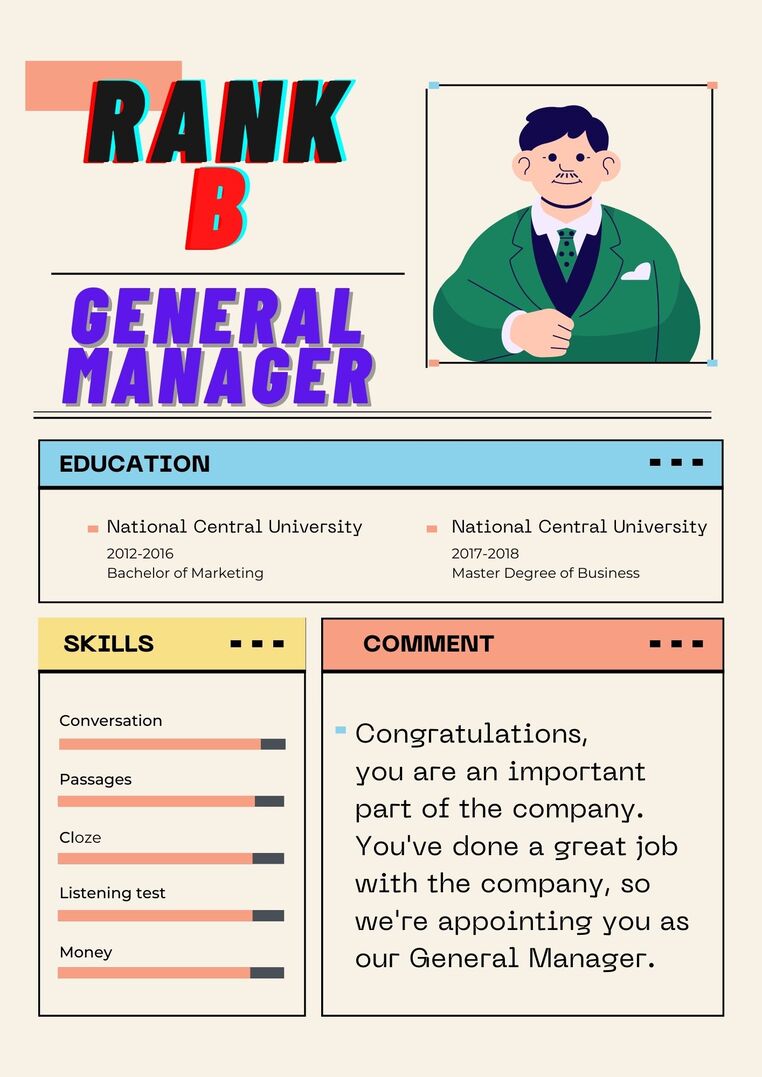 RANK
B
GENERAL
MANAGER
EDUCATION
National Central University
2012-2016
Bachelor of Marketing
National Central University
2017-2018
Master Degree of Business
SKILLS
Conversation
Passages
Cloze
Listening test
Money
COMMENT
Congratulations,
you are an important
part of the company.
You've done a great job
with the company, so
we're appointing you as
our General Manager.